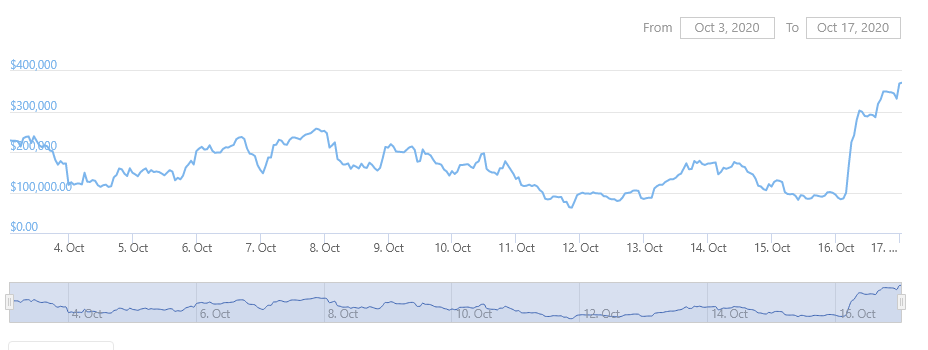 From Oct 3, 2020 To Oct 17, 2020
$400,000
$300,000
$200,000
$100,000.00
$0.00
4. Oct 5. Oct 6. Oct 7. Oct 8. Oct 9. Oct 10. Oct 11. Oct 12. Oct 13. Oct 14. Oct 15. Oct 16. Oct 17. ...
4. Oct 6. Oct 8. Oct 10. Oct 12. Oct 14. Oct 16. Oct